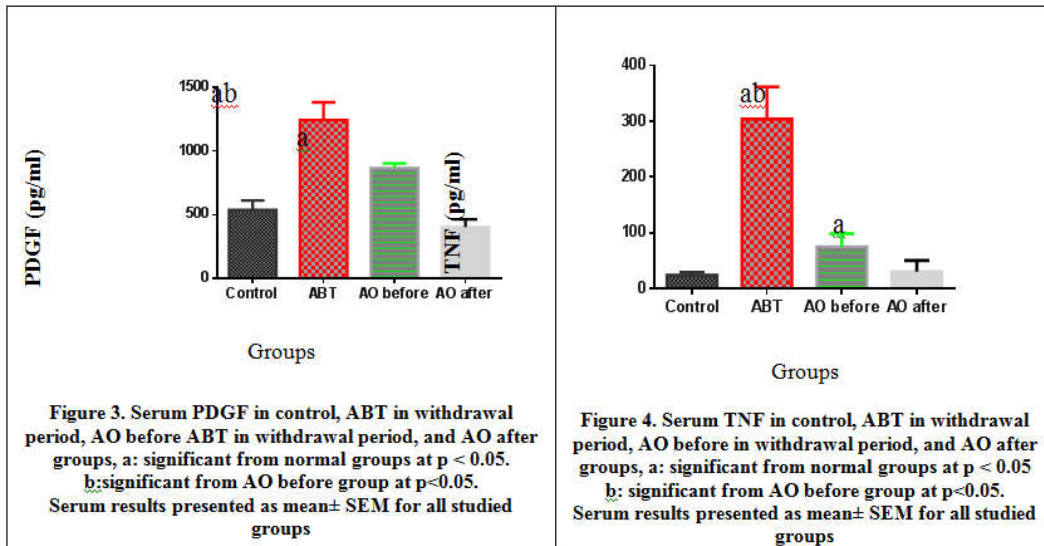 1500
ab
1000
a
500
0
PDGF (pg/ml)
Control ABT AO before AO after
Groups
Figure 3. Serum PDGF in control, ABT in withdrawal
period, AO before ABT in withdrawal period, and AO after
groups, a: significant from normal groups at p < 0.05.
b:significant from AO before group at p<0.05.
Serum results presented as mean± SEM for all studied
groups
400
ab
300
200
a
100
0
TNF (pg/ml)
Control ABT AO before AO after
Groups
Figure 4. Serum TNF in control, ABT in withdrawal
period, AO before in withdrawal period, and AO after
groups, a: significant from normal groups at p < 0.05
b: significant from AO before group at p<0.05.
Serum results presented as mean± SEM for all studied
groups